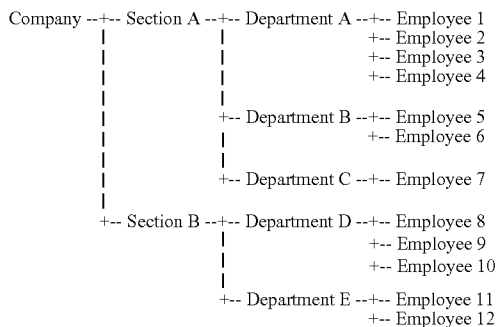 Company --+-- Section A --+-- Department A --+-- Employee 1
+-- Employee 2
+-- Employee 3
+-- Employee 4
+-- Department B --+-- Employee 5
+-- Employee 6
+-- Department C --+-- Employee 7
+-- Section B --+-- Department D --+-- Employee 8
+-- Employee 9
+-- Employee 10
+-- Department E --+-- Employee 11
+-- Employee 12